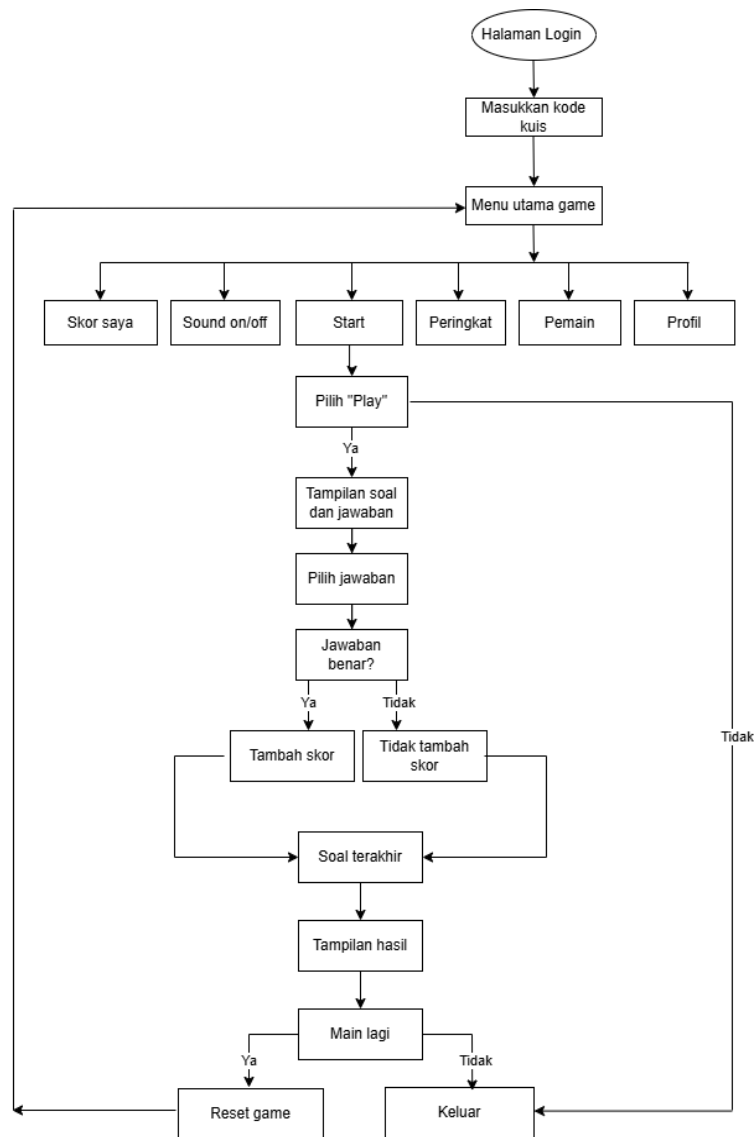 Halaman Login
Masukkan kode
kuis
Menu utama game
Skor saya
Sound on/off
Start
Peringkat
Pemain
Profil
Pilih "Play"
Ya
Tampilan soal
dan jawaban
Pilih jawaban
Jawaban
benar?
Ya
Tidak
Tambah skor
Tidak tambah
skor
Tidak
Soal terakhir
Tampilan hasil
Main lagi
Ya
Tidak
Reset game
Keluar